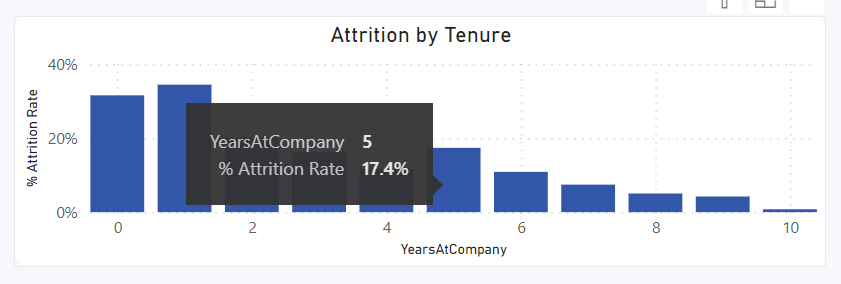 Attrition by Tenure
40%
20%
0%
% Attrition Rate
YearsAtCompany 5
% Attrition Rate 17.4%
0 2 4 6 8 10
YearsAtCompany